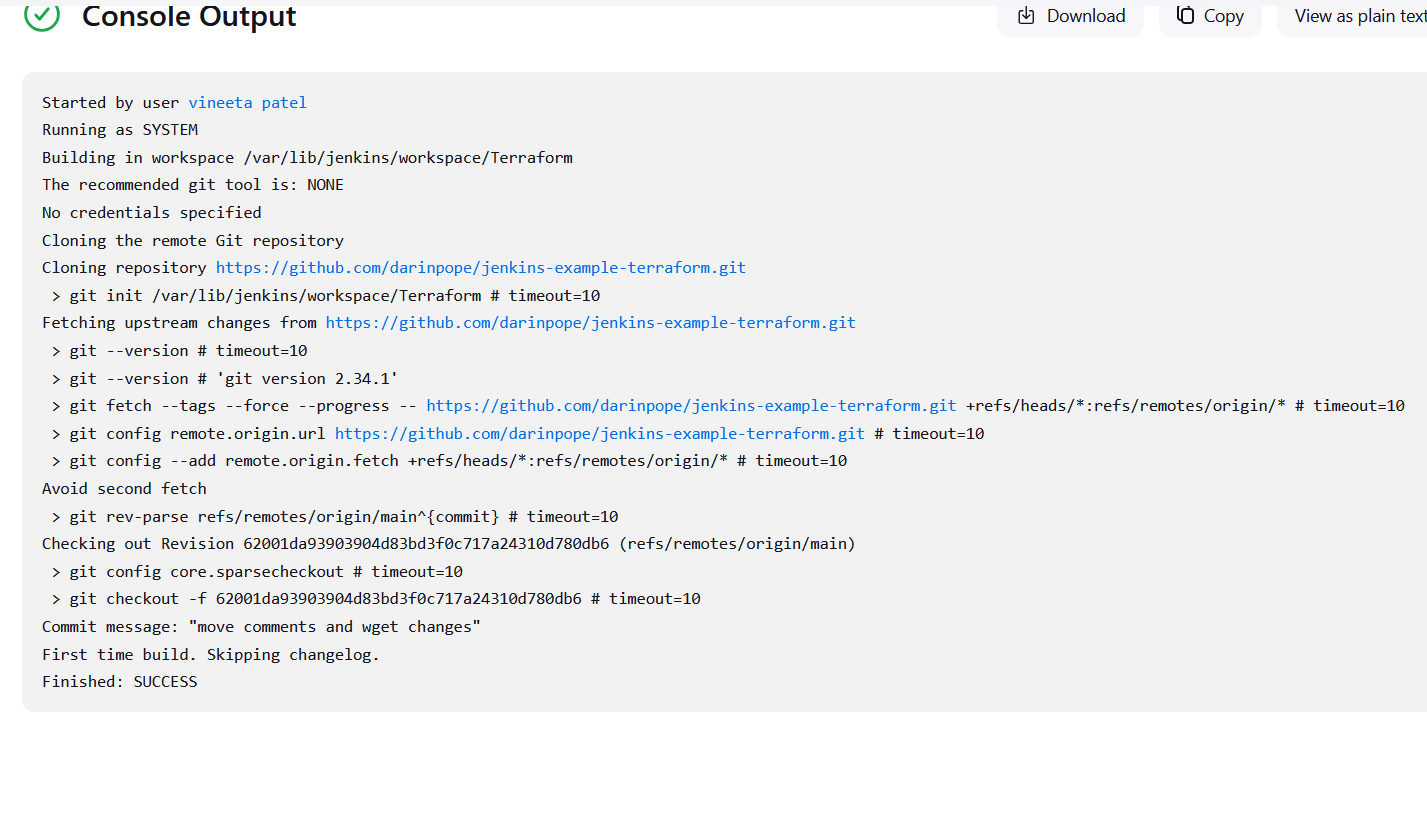 Console Output
Download
Copy
View as plain text
Started by user vineeta patel
Running as SYSTEM
Building in workspace /var/lib/jenkins/workspace/Terraform
The recommended git tool is: NONE
No credentials specified
Cloning the remote Git repository
Cloning repository https://github.com/darinpope/jenkins-example-terraform.git
 > git init /var/lib/jenkins/workspace/Terraform # timeout=10
Fetching upstream changes from https://github.com/darinpope/jenkins-example-terraform.git
 > git --version # timeout=10
 > git --version # 'git version 2.34.1'
 > git fetch --tags --force --progress -- https://github.com/darinpope/jenkins-example-terraform.git +refs/heads/*:refs/remotes/origin/* # timeout=10
 > git config remote.origin.url https://github.com/darinpope/jenkins-example-terraform.git # timeout=10
 > git config --add remote.origin.fetch +refs/heads/*:refs/remotes/origin/* # timeout=10
Avoid second fetch
 > git rev-parse refs/remotes/origin/main^{commit} # timeout=10
Checking out Revision 62001da93903904d83bd3f0c717a24310d780db6 (refs/remotes/origin/main)
 > git config core.sparsecheckout # timeout=10
 > git checkout -f 62001da93903904d83bd3f0c717a24310d780db6 # timeout=10
Commit message: "move comments and wget changes"
First time build. Skipping changelog.
Finished: SUCCESS